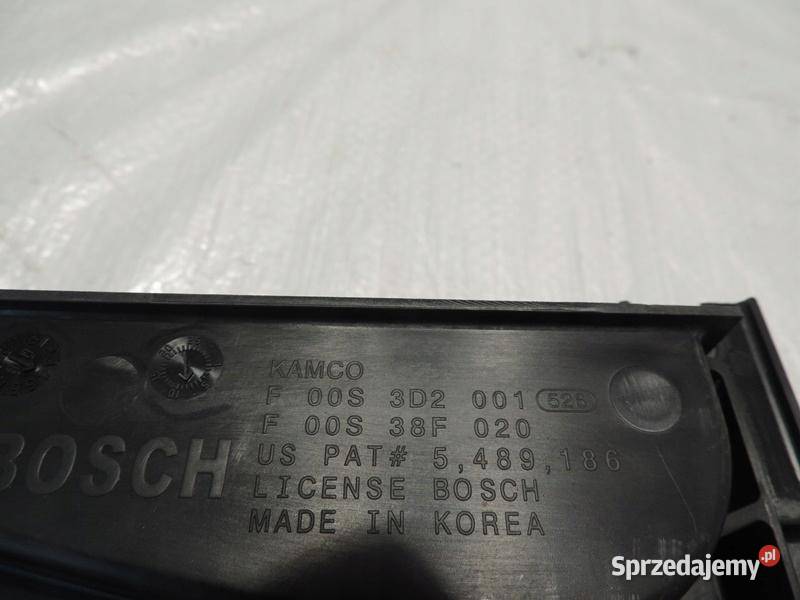 KAMCO
F 00S 3D2 001 526
F 00S 38F 020
BOSCH
US PAT# 5,489,186
LICENSE BOSCH
MADE IN KOREA
Sprzedajemy.pl